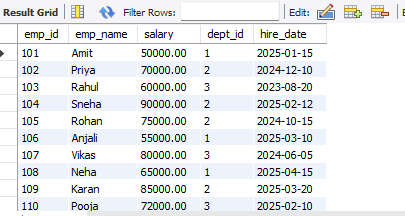 Result Grid Filter Rows: Edit:
emp_id emp_name salary dept_id hire_date
101 Amit 50000.00 1 2025-01-15
102 Priya 70000.00 2 2024-12-10
103 Rahul 60000.00 3 2023-08-20
104 Sneha 90000.00 2 2025-02-12
105 Rohan 75000.00 2 2024-10-15
106 Anjali 55000.00 1 2025-03-10
107 Vikas 80000.00 3 2024-06-05
108 Neha 65000.00 1 2025-04-15
109 Karan 85000.00 2 2025-03-20
110 Pooja 72000.00 3 2025-02-10